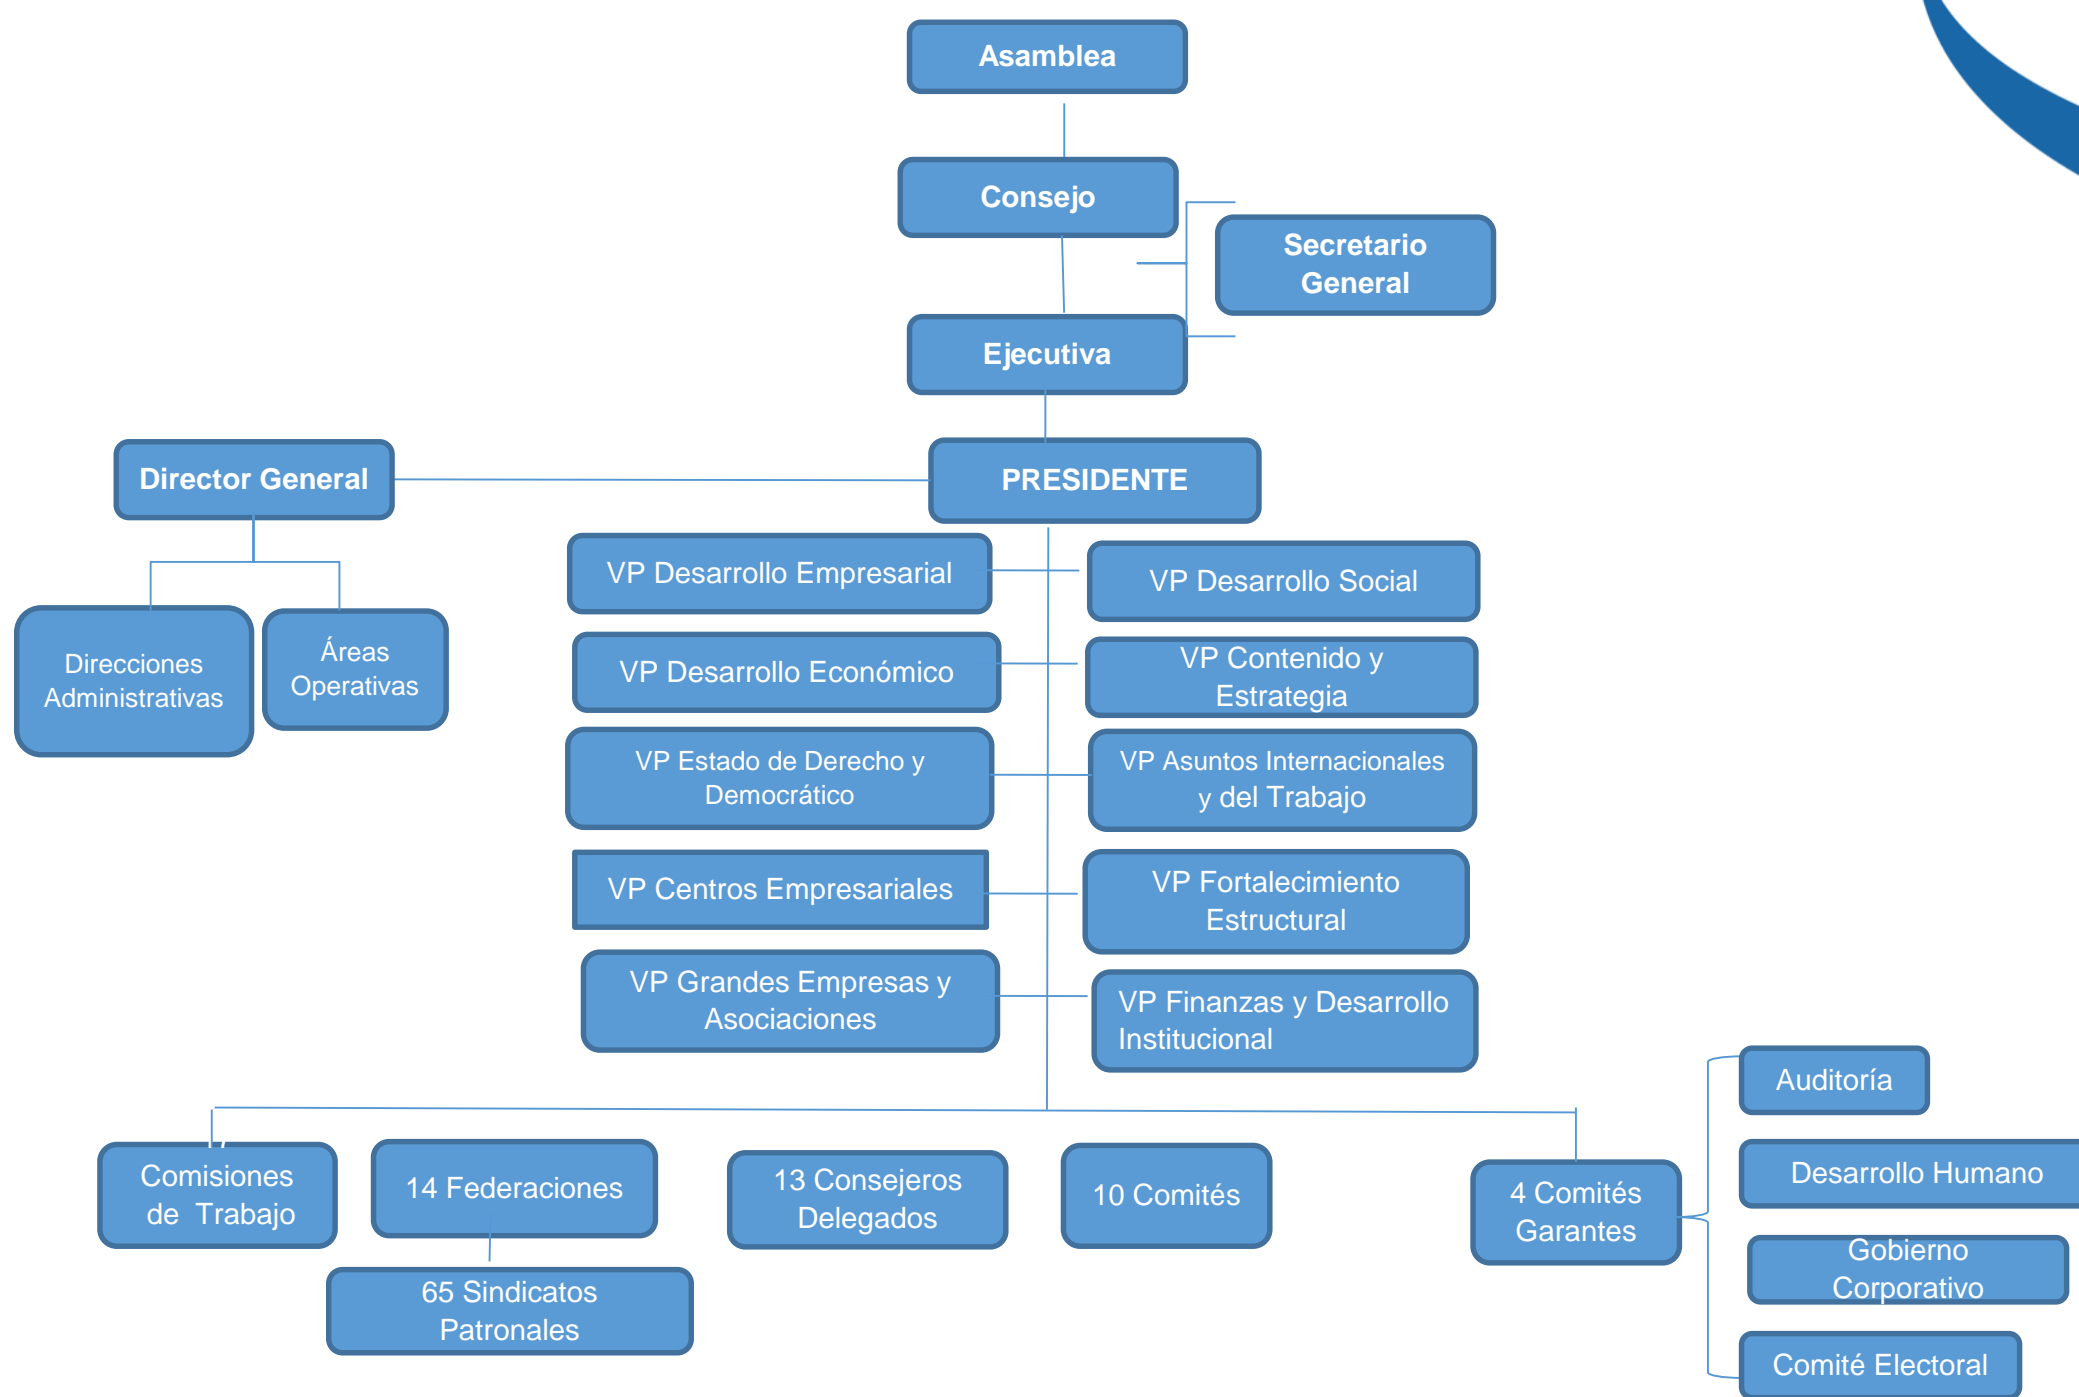 Asamblea
Consejo
Secretario
General
Ejecutiva
Director General
PRESIDENTE
Direcciones
Administrativas
Áreas
Operativas
VP Desarrollo Empresarial
VP Desarrollo Social
VP Desarrollo Económico
VP Contenido y
Estrategia
VP Estado de Derecho y
Democrático
VP Asuntos Internacionales
y del Trabajo
VP Centros Empresariales
VP Fortalecimiento
Estructural
VP Grandes Empresas y
Asociaciones
VP Finanzas y Desarrollo
Institucional
Comisiones
de Trabajo
14 Federaciones
65 Sindicatos
Patronales
13 Consejeros
Delegados
10 Comités
4 Comités
Garantes
Auditoría
Desarrollo Humano
Gobierno
Corporativo
Comité Electoral